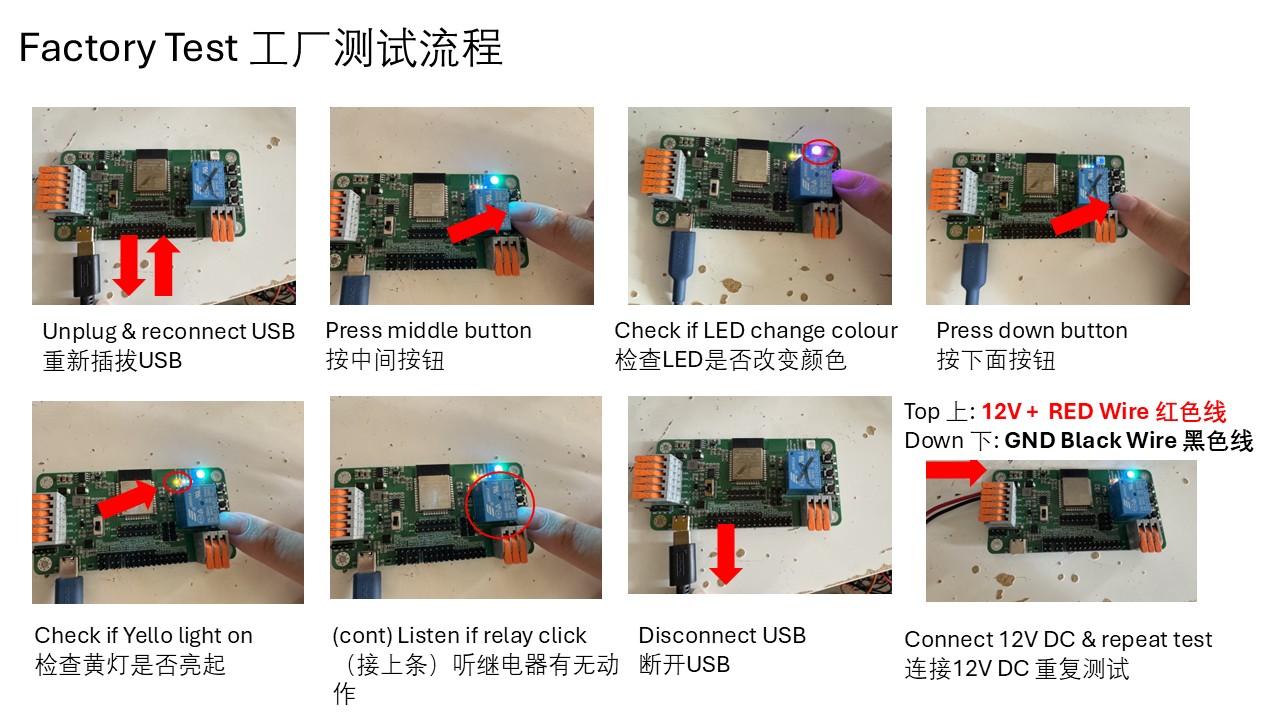 Factory Test 工厂测试流程
Unplug & reconnect USB
重新插拔USB
Press middle button
按中间按钮
Check if LED change colour
检查LED是否改变颜色
Press down button
按下面按钮
Check if Yello light on
检查黄灯是否亮起
(cont) Listen if relay click
（接上条）听继电器有无动
作
Disconnect USB
断开USB
Top 上: 12V + RED Wire 红色线
Down 下: GND Black Wire 黑色线
Connect 12V DC & repeat test
连接12V DC 重复测试